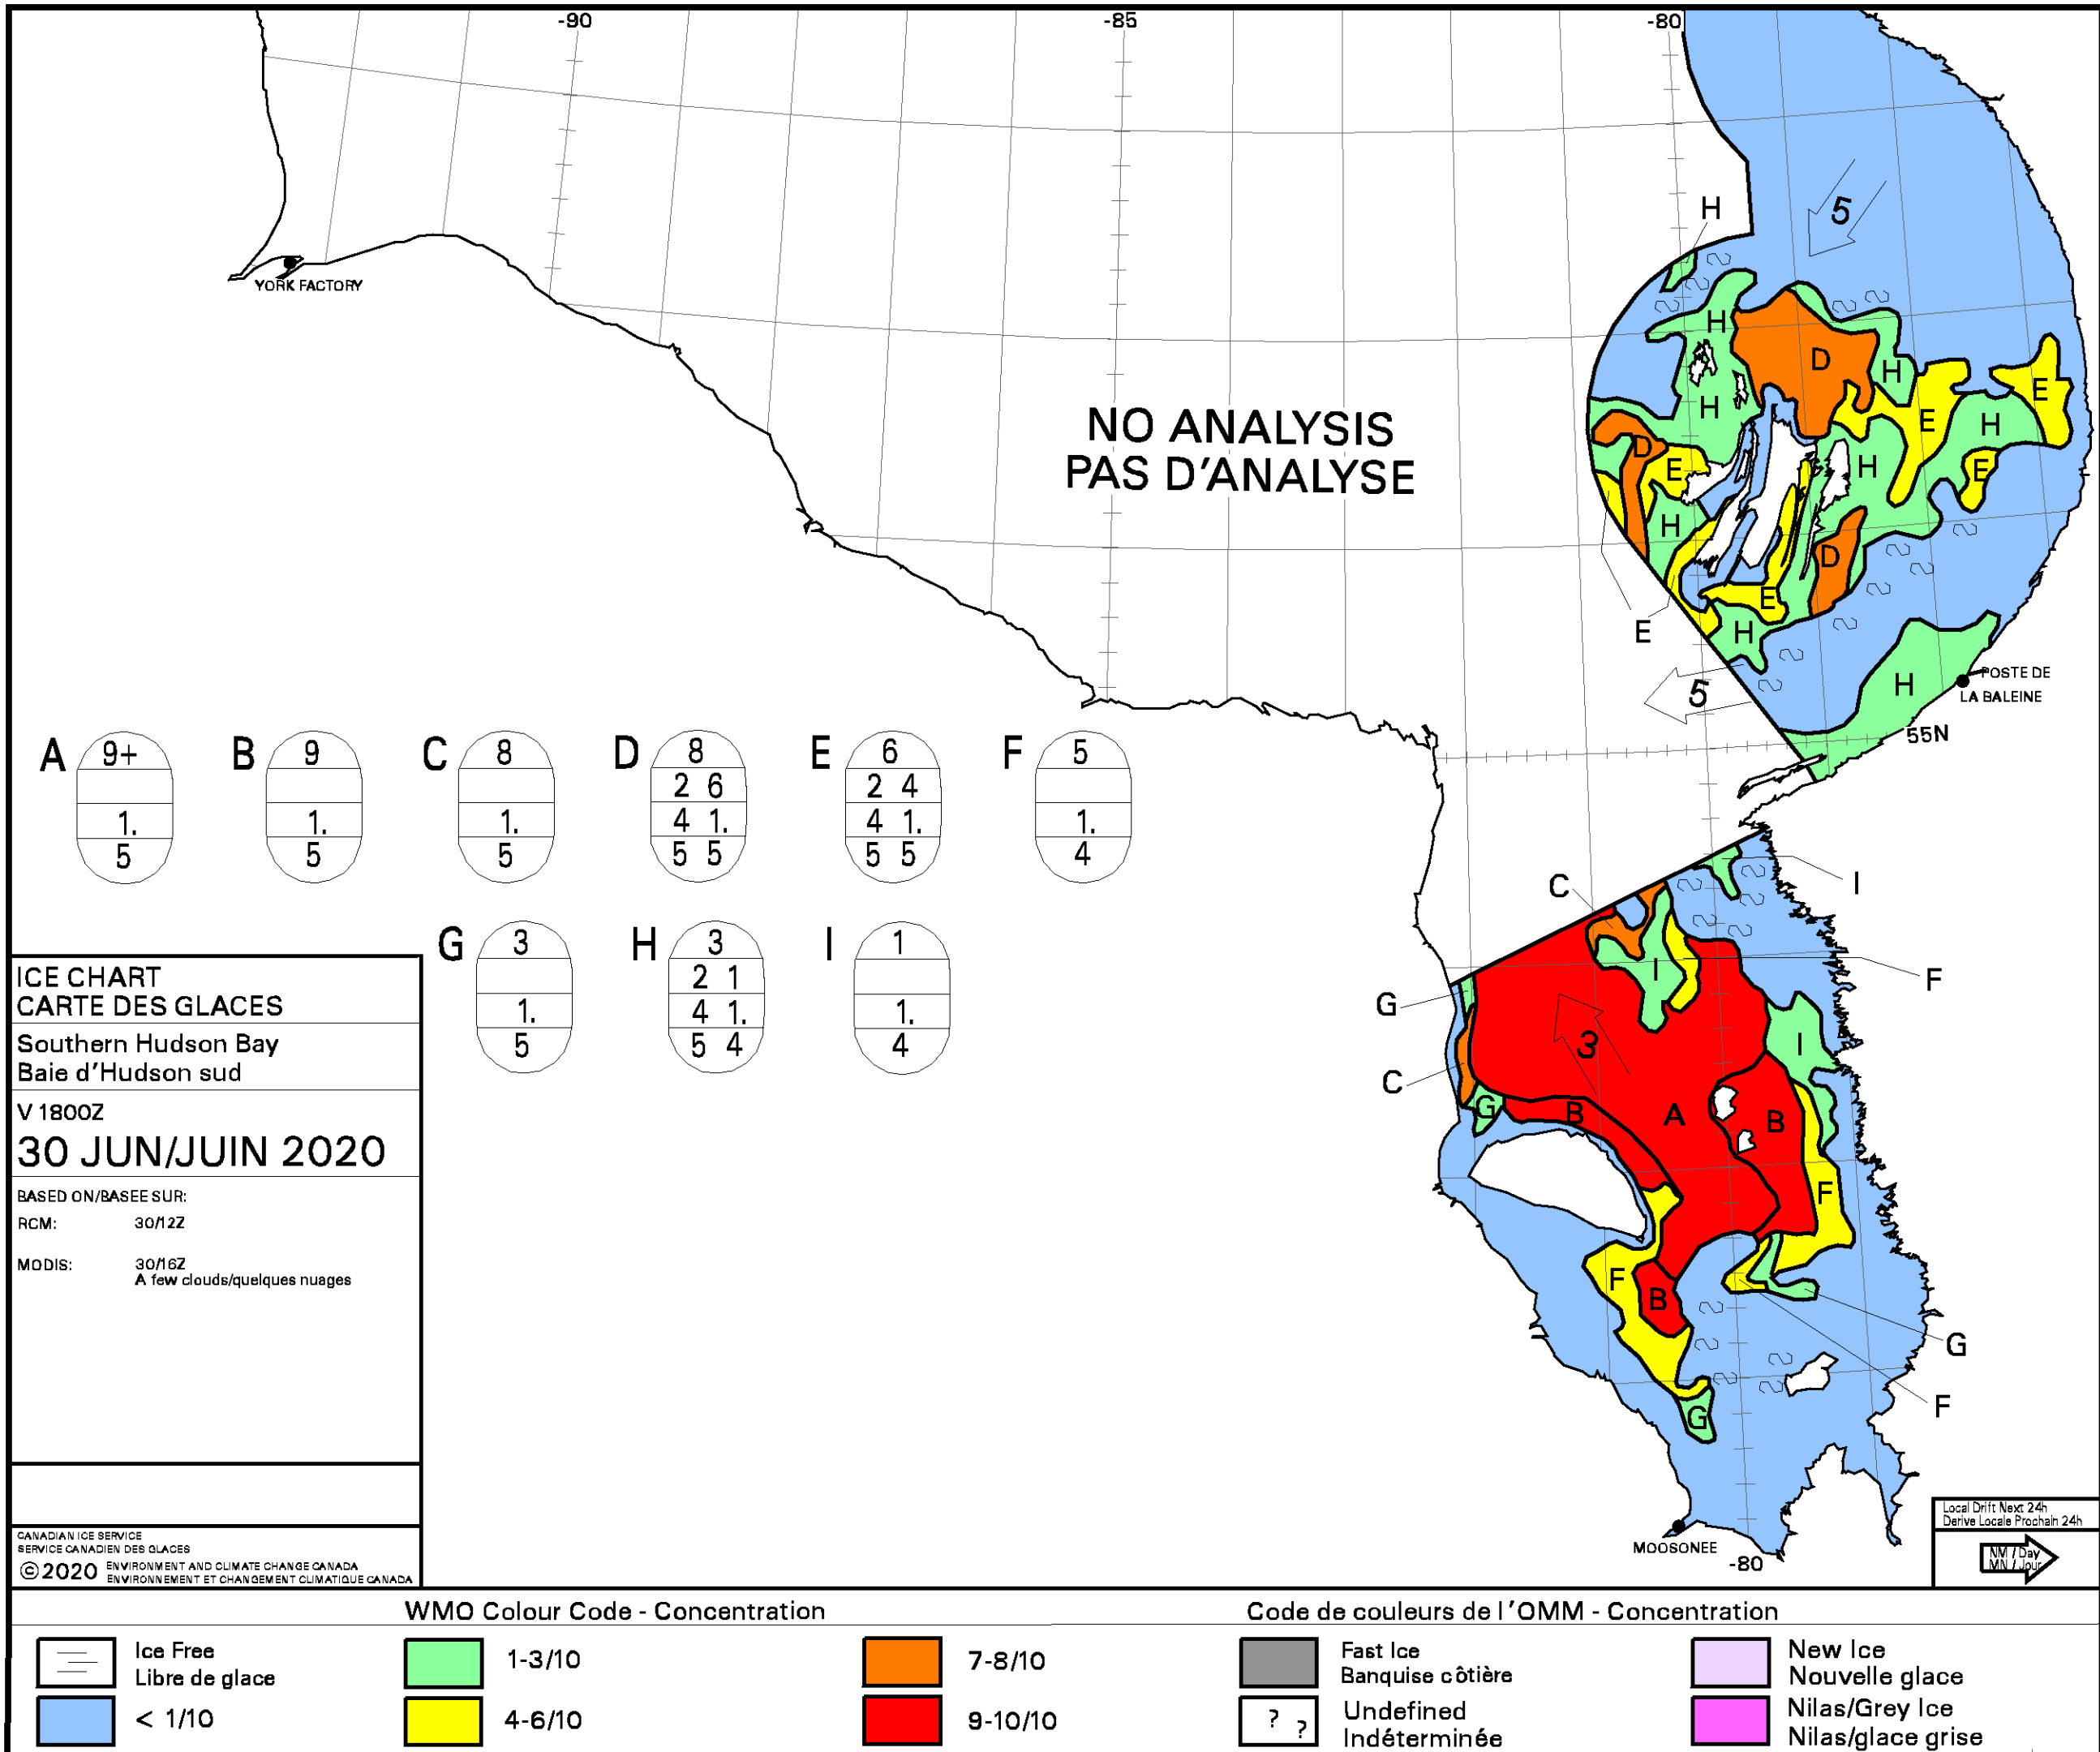 -90
-85
-80
H
5
YORK FACTORY
H
D
H
E
H
H
E
NO ANALYSIS
PAS D'ANALYSE
D
E
H
E
H
D
E
E
H
5
H
POSTE DE
LA BALEINE
55N
A
9+
1.
5
B
9
1.
5
C
8
1.
5
D
8
2 6
4 1.
5 5
E
6
2 4
4 1.
5 5
F
5
1.
4
G
3
1.
5
H
3
2 1
4 1.
5 4
I
1
1.
4
C
I
I
F
G
3
I
C
G
B
A
B
F
F
B
G
F
G
MOOSONEE
-80
ICE CHART
CARTE DES GLACES
Southern Hudson Bay
Baie d'Hudson sud
V 1800Z
30 JUN/JUIN 2020
BASED ON/BASEE SUR:
RCM: 30/12Z
MODIS: 30/16Z
A few clouds/quelques nuages
CANADIAN ICE SERVICE
SERVICE CANADIEN DES GLACES
© 2020 ENVIRONMENT AND CLIMATE CHANGE CANADA
ENVIRONNEMENT ET CHANGEMENT CLIMATIQUE CANADA
Local Drift Next 24h
Derive Locale Prochain 24h
NM / Day
MN / Jour
WMO Colour Code - Concentration
Code de couleurs de l'OMM - Concentration
Ice Free
Libre de glace
< 1/10
1-3/10
4-6/10
7-8/10
9-10/10
Fast Ice
Banquise côtière
? ?
Undefined
Indéterminée
New Ice
Nouvelle glace
Nilas/Grey Ice
Nilas/glace grise